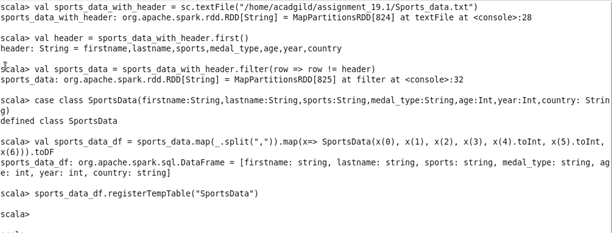 scala> val sports_data_with_header = sc.textFile("/home/acadgild/assignment_19.1/Sports_data.txt")
sports_data_with_header: org.apache.spark.rdd.RDD[String] = MapPartitionsRDD[824] at textFile at <console>:28
scala> val header = sports_data_with_header.first()
header: String = firstname,lastname,sports,medal_type,age,year,country
scala> val sports_data = sports_data_with_header.filter(row => row != header)
sports_data: org.apache.spark.rdd.RDD[String] = MapPartitionsRDD[825] at filter at <console>:32
scala> case class SportsData(firstname:String,lastname:String,sports:String,medal_type:String,age:Int,year:Int,country: Strin
g)
defined class SportsData
scala> val sports_data_df = sports_data.map(_.split(",")).map(x=> SportsData(x(0), x(1), x(2), x(3), x(4).toInt, x(5).toInt,
x(6))).toDF
sports_data_df: org.apache.spark.sql.DataFrame = [firstname: string, lastname: string, sports: string, medal_type: string, ag
e: int, year: int, country: string]
scala> sports_data_df.registerTempTable("SportsData")
scala>